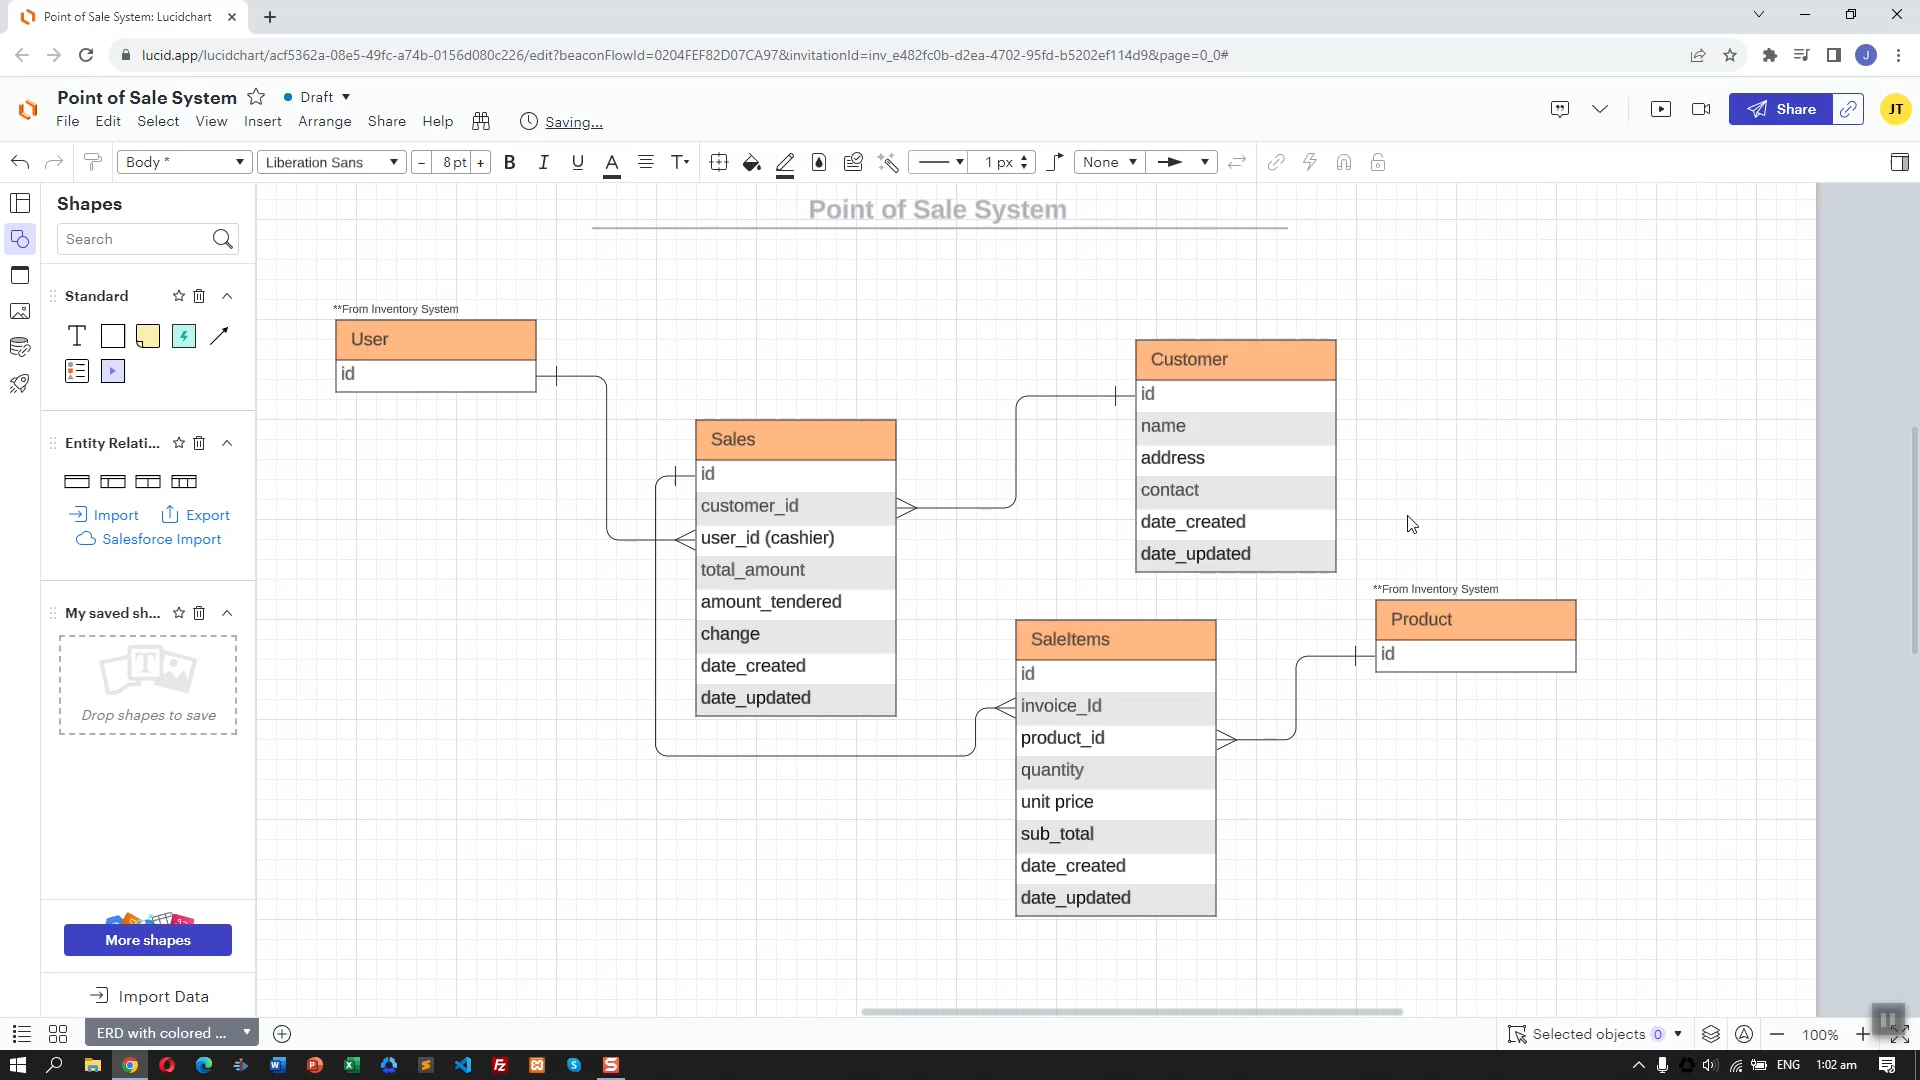 Point of Sale System: Lucidchart
lucid.app/lucidchart/acf5362a-08e5-49fc-a74b-0156d080c226/edit?beaconFlowId=0204FEF82D07CA97&invitationId=inv_e482fc0b-d2ea-4702-95fd-b5202ef114d9&page=0_0#
J
Point of Sale System
Draft
File Edit Select View Insert Arrange Share Help
Saving...
Share
JT
Body *
Liberation Sans
8 pt
B I U A T
1 px
None
Shapes
Search
Standard
Entity Relati...
Import
Export
Salesforce Import
My saved sh...
Drop shapes to save
More shapes
Import Data
Point of Sale System
**From Inventory System
User
id
Sales
id
customer_id
user_id (cashier)
total_amount
amount_tendered
change
date_created
date_updated
Customer
id
name
address
contact
date_created
date_updated
SaleItems
id
invoice_Id
product_id
quantity
unit price
sub_total
date_created
date_updated
**From Inventory System
Product
id
ERD with colored ...
Selected objects 0
100%
ENG
1:02 am